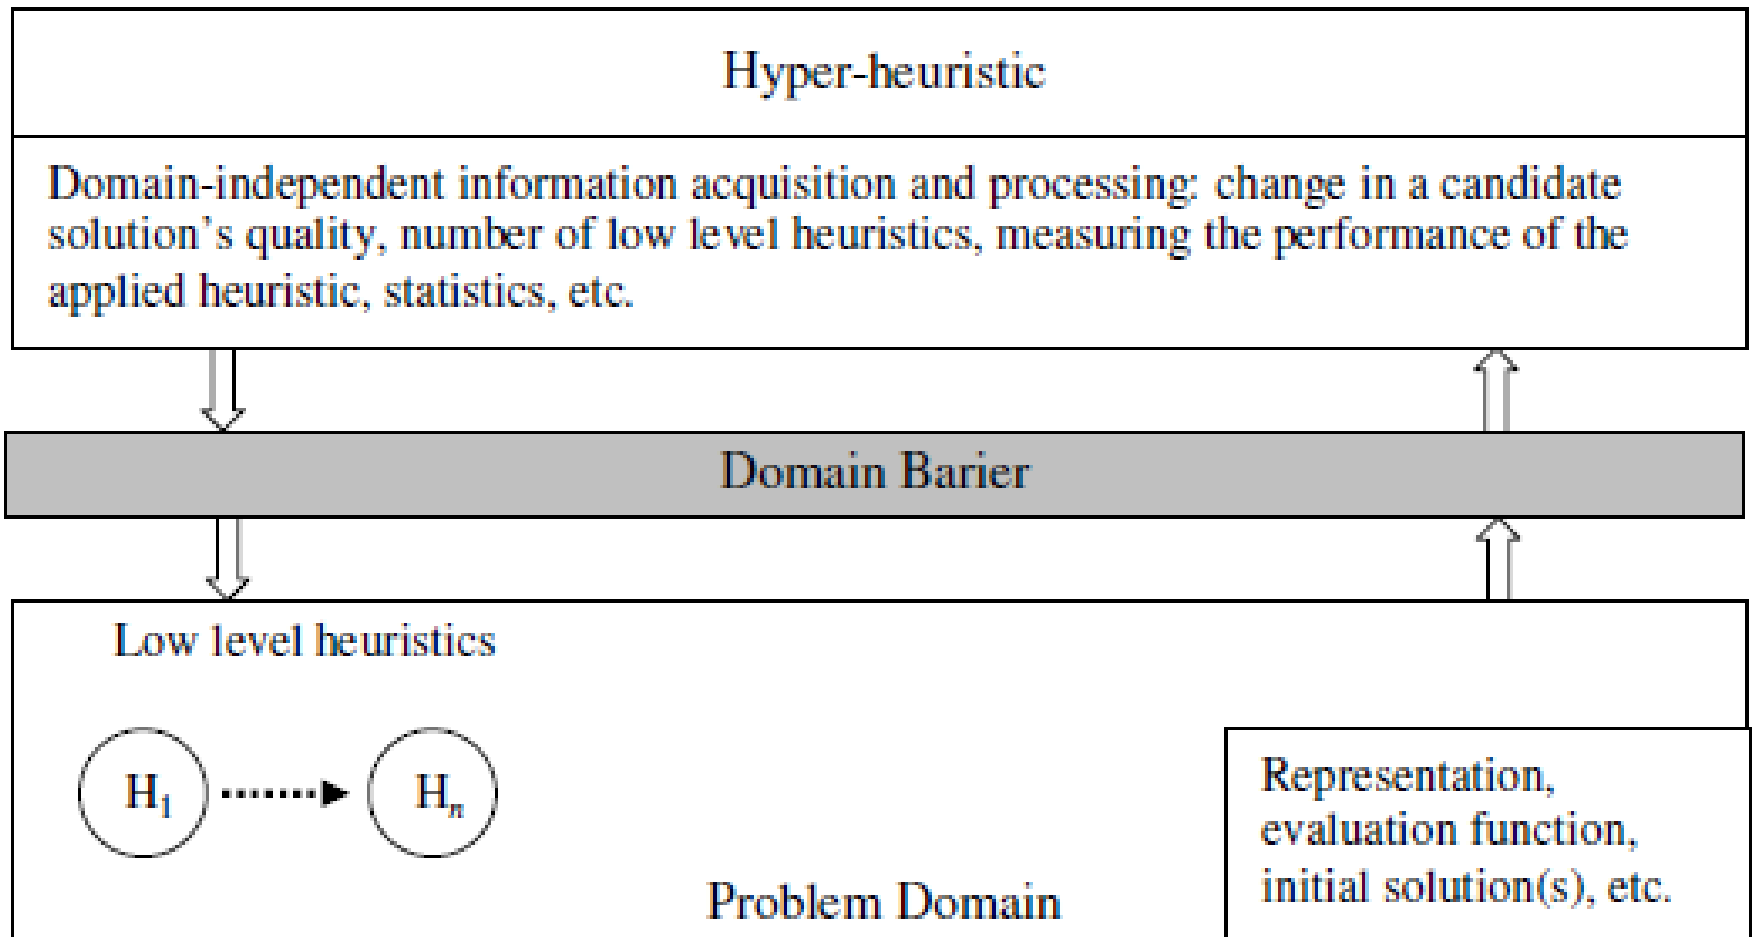 Hyper-heuristic
Domain-independent information acquisition and processing: change in a candidate
solution’s quality, number of low level heuristics, measuring the performance of the
applied heuristic, statistics, etc.
Domain Barier
Low level heuristics
H1
Hn
Representation,
evaluation function,
initial solution(s), etc.
Problem Domain